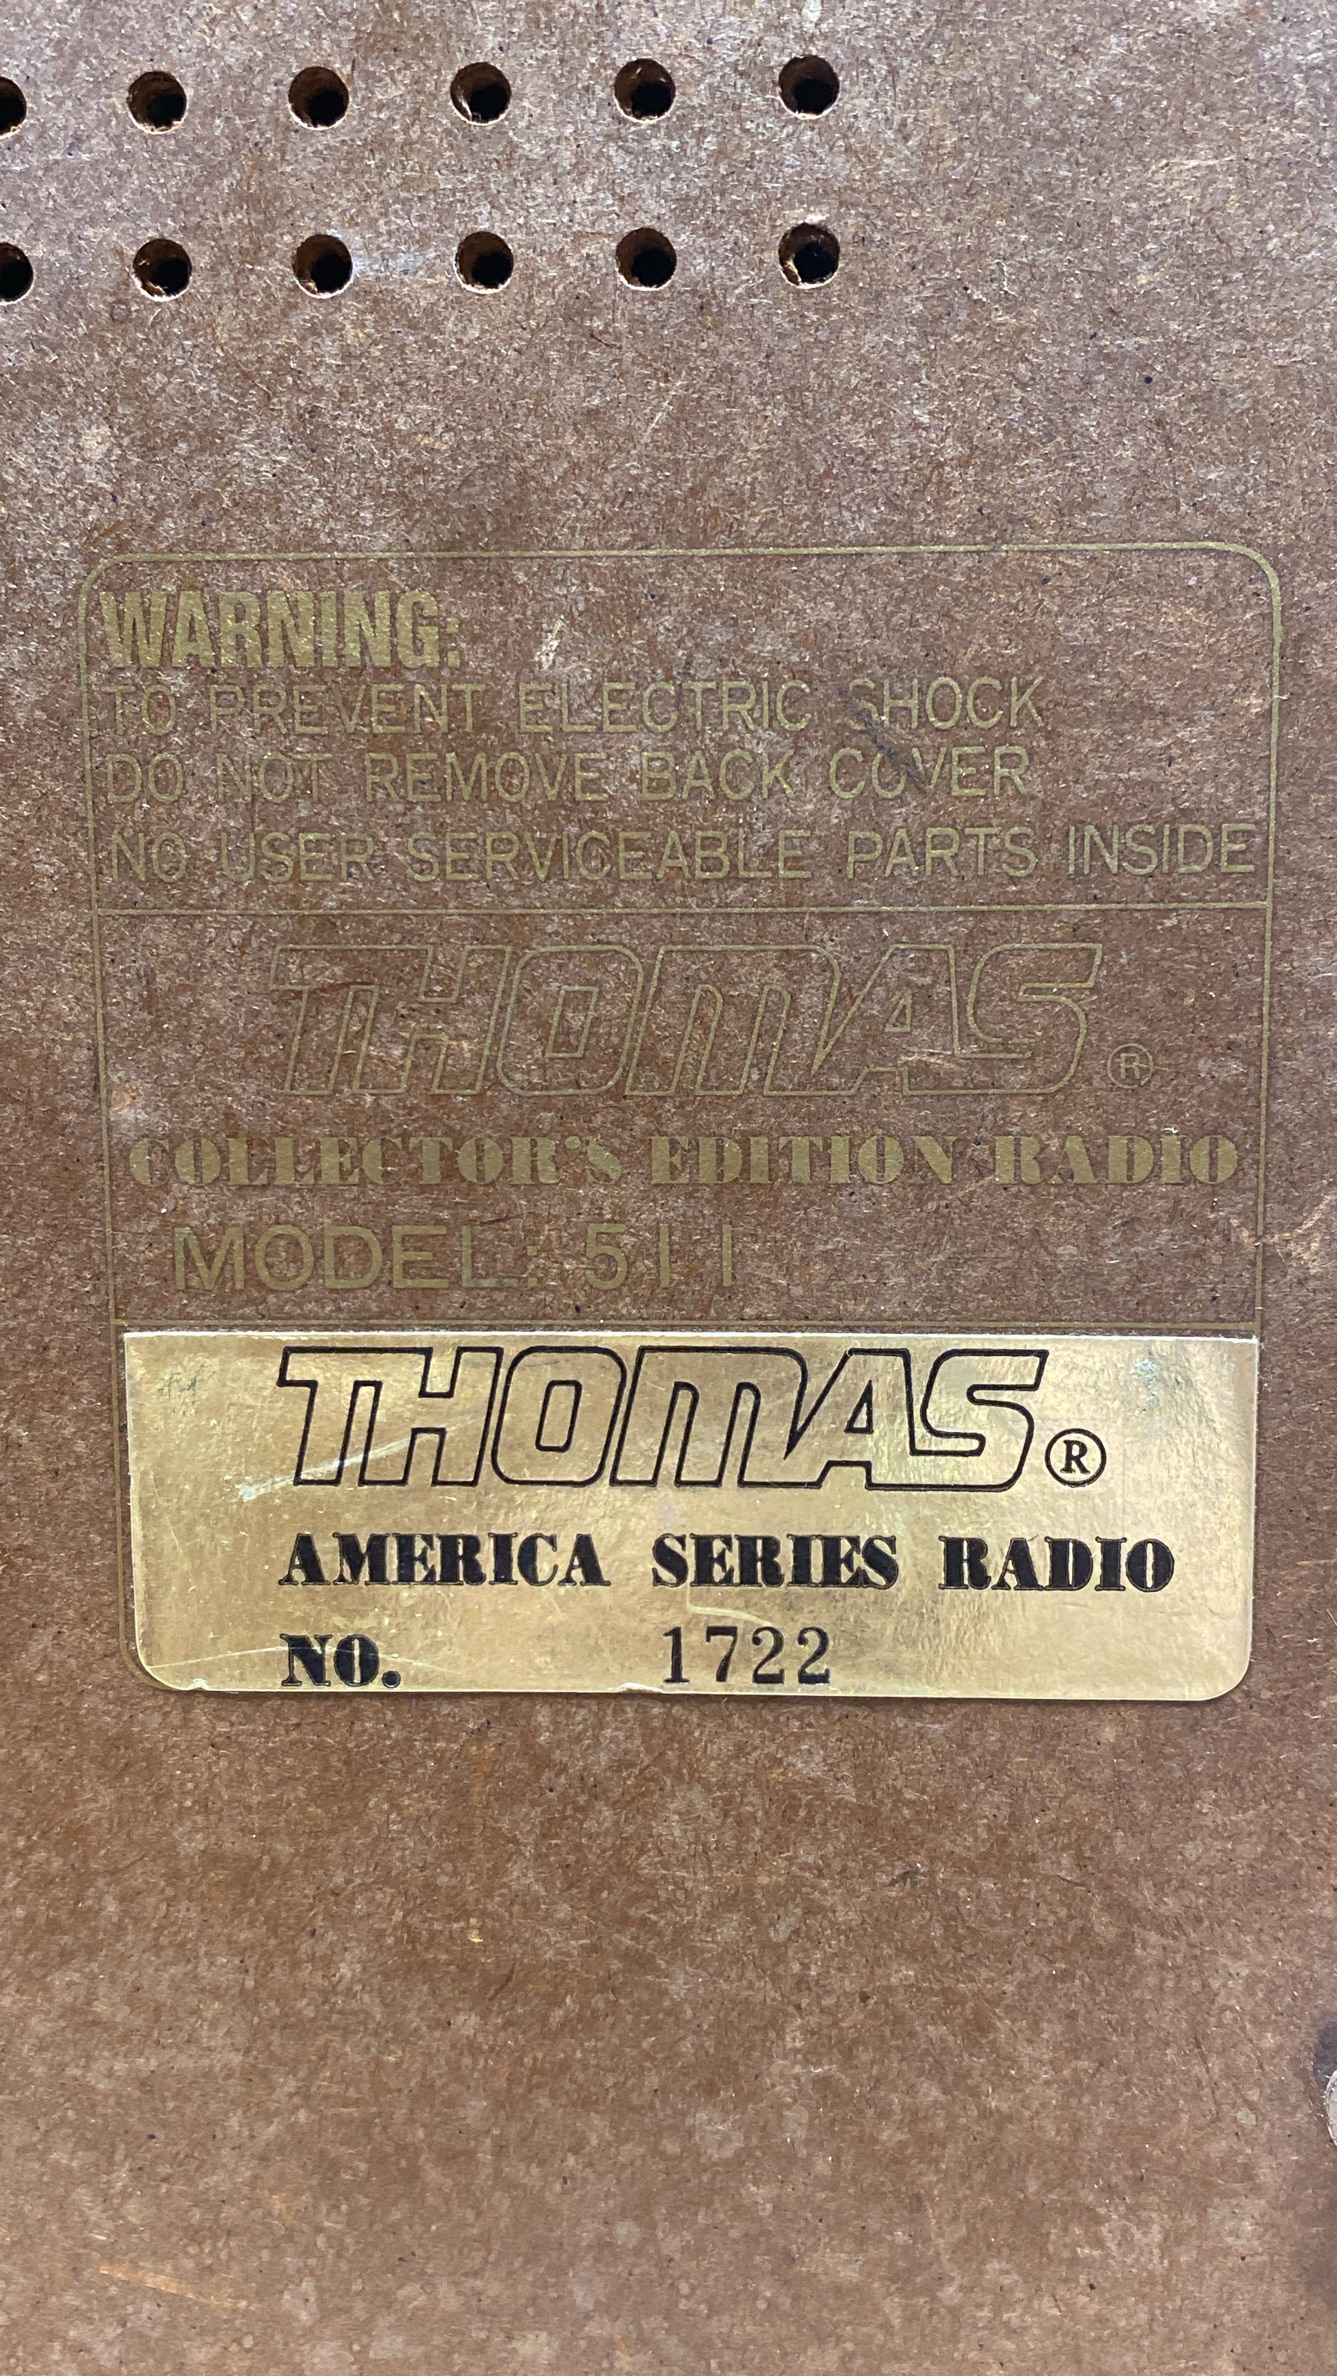 WARNING:
TO PREVENT ELECTRIC SHOCK
DO NOT REMOVE BACK COVER
NO USER SERVICEABLE PARTS INSIDE
THOMAS®
COLLECTOR'S EDITION RADIO
MODEL: 511
THOMAS®
AMERICA SERIES RADIO
NO. 1722